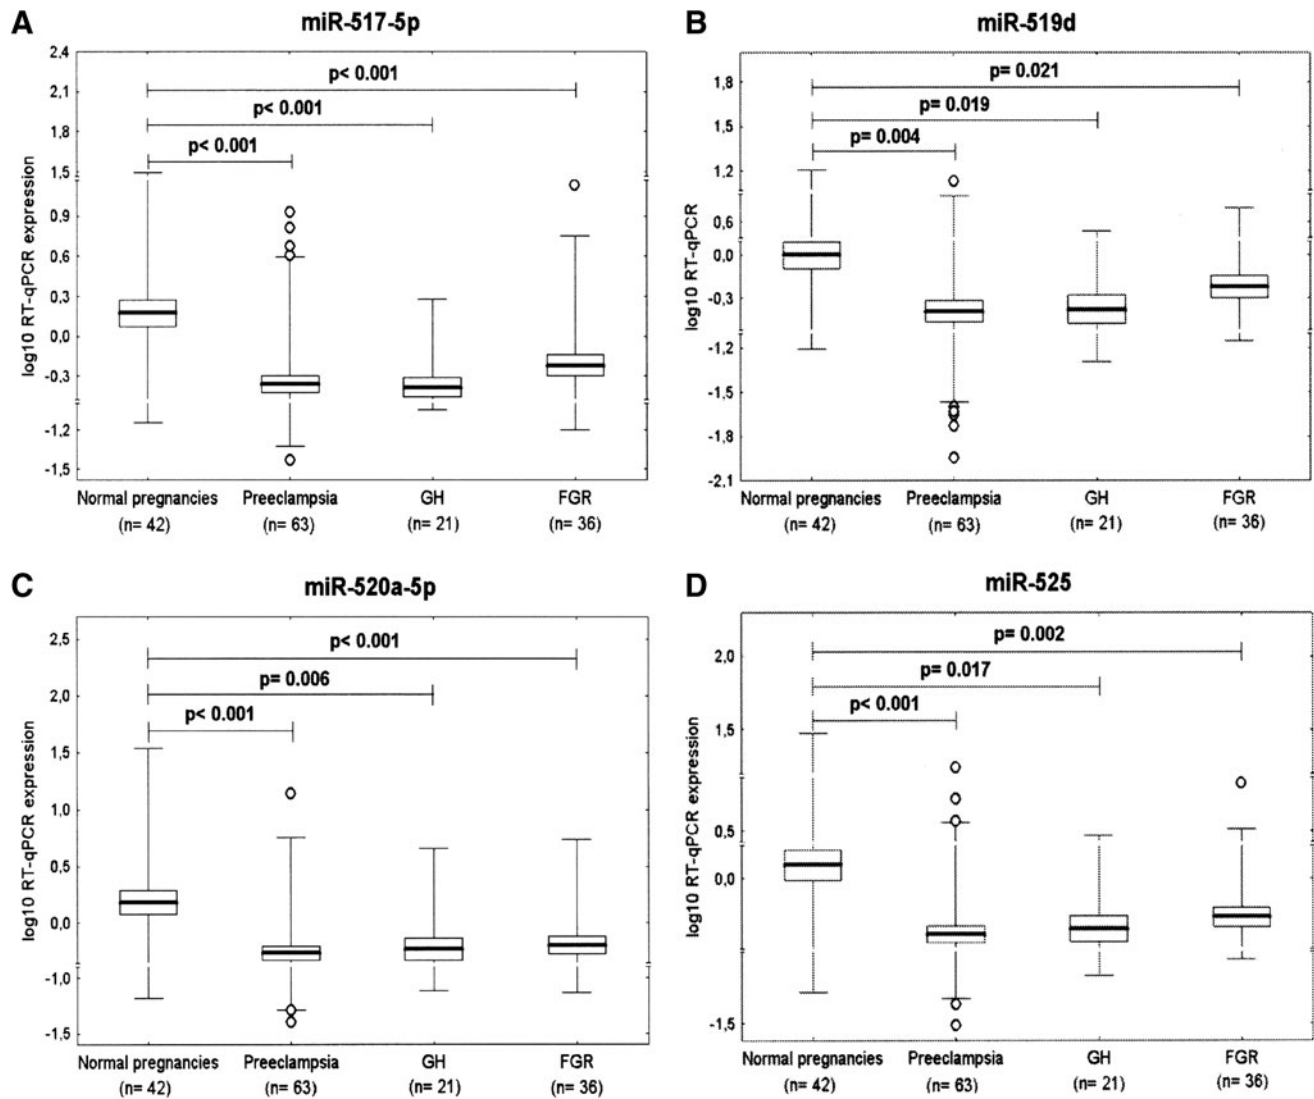 A
miR-517-5p
2.4
2.1
1.8
1.5
0.9
0.6
0.3
0.0
-0.3
-1.2
-1.5
log10 RT-qPCR expression
p< 0.001
p< 0.001
p< 0.001
Normal pregnancies
(n= 42)
Preeclampsia
(n= 63)
GH
(n= 21)
FGR
(n= 36)
B
miR-519d
1.8
1.5
1.2
0.6
0.0
-0.3
-1.2
-1.5
-1.8
-2.1
log10 RT-qPCR
p= 0.021
p= 0.019
p= 0.004
Normal pregnancies
(n= 42)
Preeclampsia
(n= 63)
GH
(n= 21)
FGR
(n= 36)
C
miR-520a-5p
2.5
2.0
1.5
1.0
0.5
0.0
-1.0
-1.5
log10 RT-qPCR expression
p< 0.001
p= 0.006
p< 0.001
Normal pregnancies
(n= 42)
Preeclampsia
(n= 63)
GH
(n= 21)
FGR
(n= 36)
D
miR-525
2.0
1.5
0.5
0.0
-1.5
log10 RT-qPCR expression
p= 0.002
p= 0.017
p< 0.001
Normal pregnancies
(n= 42)
Preeclampsia
(n= 63)
GH
(n= 21)
FGR
(n= 36)